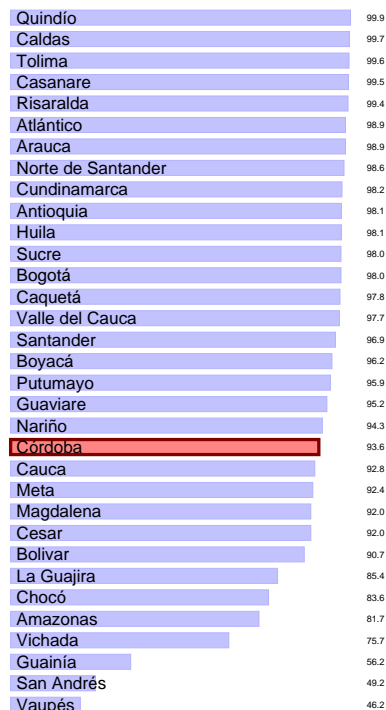 Quindío 99.9
Caldas 99.7
Tolima 99.6
Casanare 99.5
Risaralda 99.4
Atlántico 98.9
Arauca 98.9
Norte de Santander 98.6
Cundinamarca 98.2
Antioquia 98.1
Huila 98.1
Sucre 98.0
Bogotá 98.0
Caquetá 97.8
Valle del Cauca 97.7
Santander 96.9
Boyacá 96.2
Putumayo 95.9
Guaviare 95.2
Nariño 94.3
Córdoba 93.6
Cauca 92.8
Meta 92.4
Magdalena 92.0
Cesar 92.0
Bolivar 90.7
La Guajira 85.4
Chocó 83.6
Amazonas 81.7
Vichada 75.7
Guainía 56.2
San Andrés 49.2
Vaupés 46.2